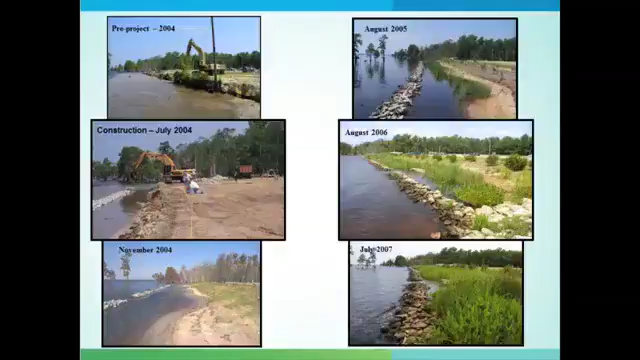 Pre-project – 2004
Construction – July 2004
November 2004
August 2005
August 2006
July 2007